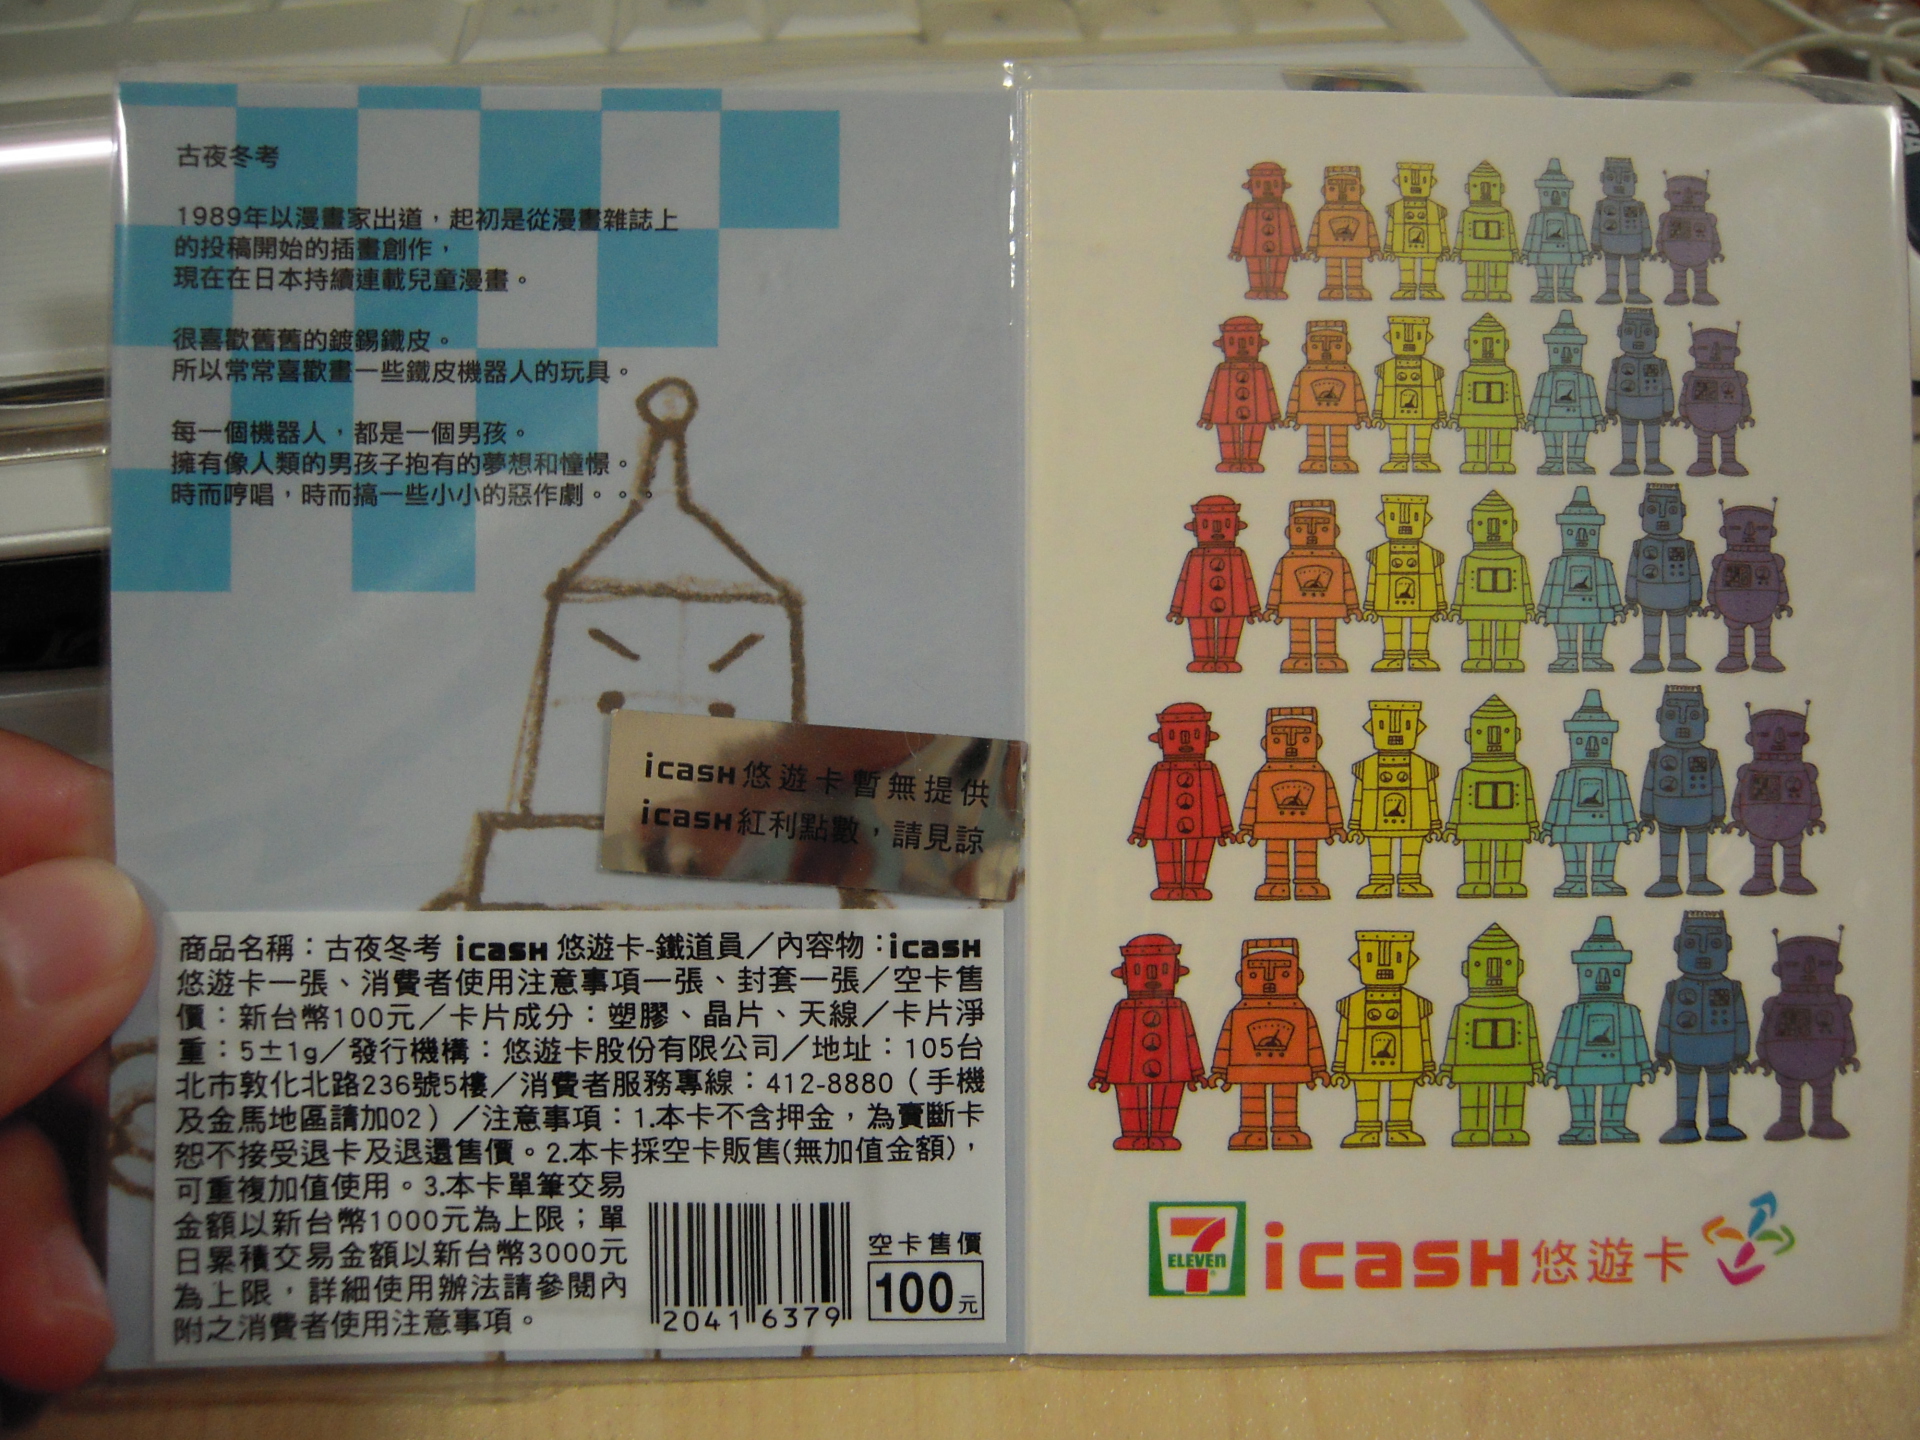 古夜冬考
1989年以漫畫家出道，起初是從漫畫雜誌上
的投稿開始的插畫創作，
現在在日本持續連載兒童漫畫。
很喜歡舊舊的鍍錫鐵皮。
所以常常喜歡畫一些鐵皮機器人的玩具。
每一個機器人，都是一個男孩。
擁有像人類的男孩子抱有的夢想和憧憬。
時而哼唱，時而搞一些小小的惡作劇。。。
icash悠遊卡暫無提供
icash紅利點數，請見諒
商品名稱：古夜冬考 icash 悠遊卡-鐵道員／內容物：icash
悠遊卡一張、消費者使用注意事項一張、封套一張／空卡售
價：新台幣100元／卡片成分：塑膠、晶片、天線／卡片淨
重：5±1g／發行機構：悠遊卡股份有限公司／地址：105台
北市敦化北路236號5樓／消費者服務專線：412-8880（手機
及金馬地區請加02）／注意事項：1.本卡不含押金，為賣斷卡
恕不接受退卡及退還售價。2.本卡採空卡販售(無加值金額)，
可重複加值使用。3.本卡單筆交易
金額以新台幣1000元為上限；單
日累積交易金額以新台幣3000元
為上限，詳細使用辦法請參閱內
附之消費者使用注意事項。
20416379
空卡售價
100元
7
ELEVEn
icash悠遊卡